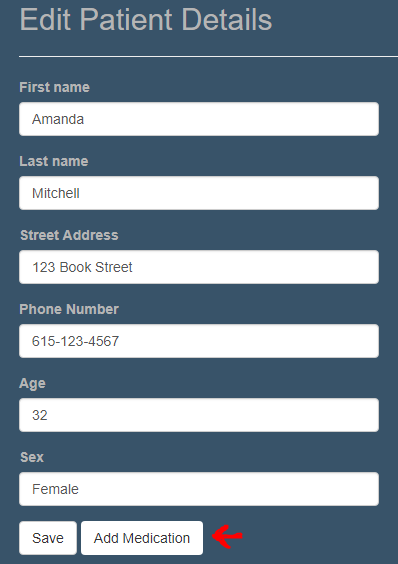 Edit Patient Details
First name
Amanda
Last name
Mitchell
Street Address
123 Book Street
Phone Number
615-123-4567
Age
32
Sex
Female
Save Add Medication